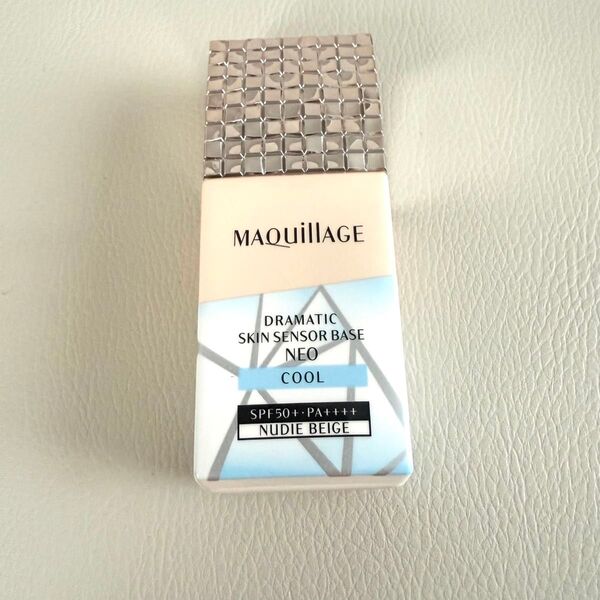 MAQuillAGE
DRAMATIC
SKIN SENSOR BASE
NEO
COOL
SPF50+·PA++++
NUDIE BEIGE